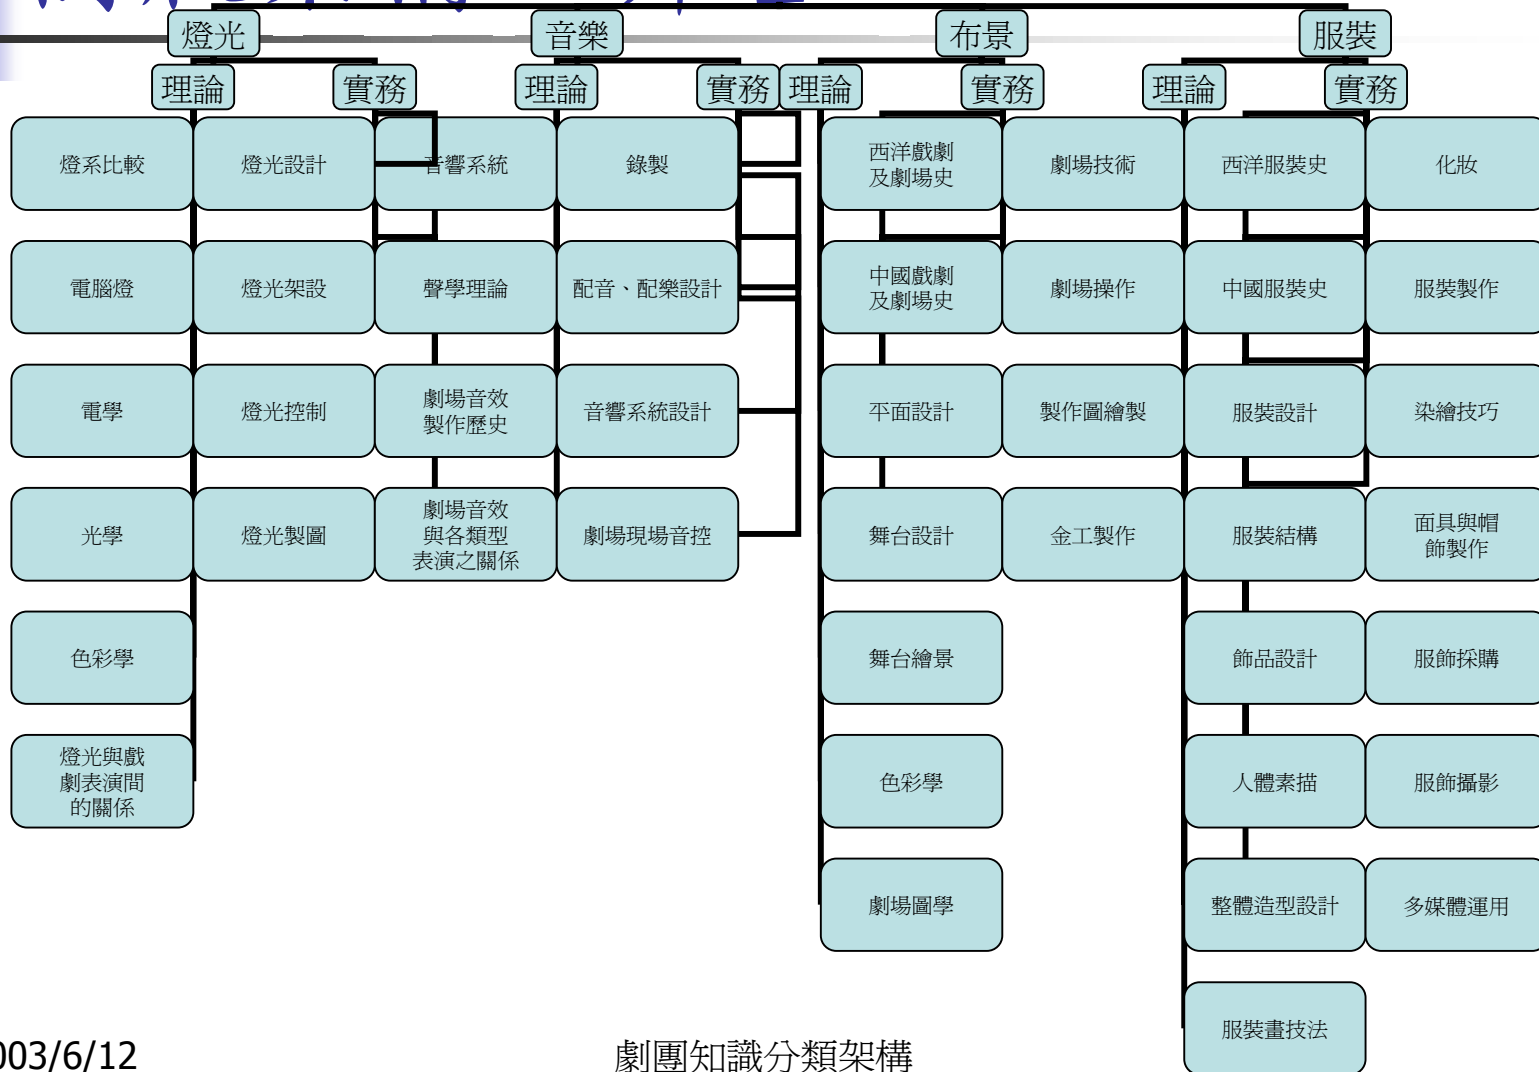 燈光
音樂
布景
服裝
理論
實務
理論
實務
理論
實務
理論
實務
燈系比較
燈光設計
音響系統
錄製
西洋戲劇
及劇場史
劇場技術
西洋服裝史
化妝
電腦燈
燈光架設
聲學理論
配音、配樂設計
中國戲劇
及劇場史
劇場操作
中國服裝史
服裝製作
電學
燈光控制
劇場音效
製作歷史
音響系統設計
平面設計
製作圖繪製
服裝設計
染繪技巧
光學
燈光製圖
劇場音效
與各類型
表演之關係
劇場現場音控
舞台設計
金工製作
服裝結構
面具與帽
飾製作
色彩學
舞台繪景
飾品設計
服飾採購
燈光與戲
劇表演間
的關係
色彩學
人體素描
服飾攝影
劇場圖學
整體造型設計
多媒體運用
服裝畫技法
003/6/12
劇團知識分類架構